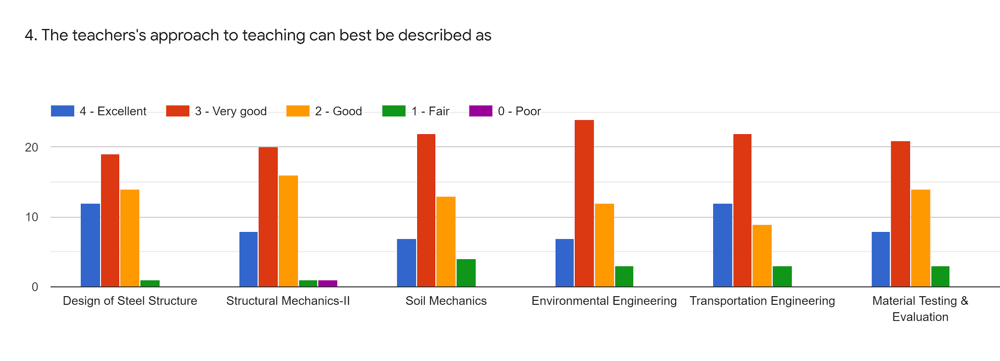 4. The teachers's approach to teaching can best be described as
4 - Excellent 3 - Very good 2 - Good 1 - Fair 0 - Poor
20
10
0
Design of Steel Structure Structural Mechanics-II Soil Mechanics Environmental Engineering Transportation Engineering Material Testing &
Evaluation